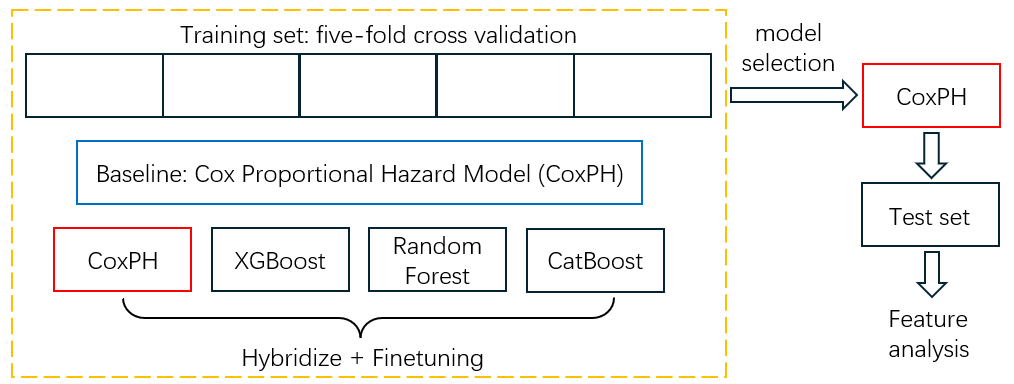 Training set: five-fold cross validation
Baseline: Cox Proportional Hazard Model (CoxPH)
CoxPH
XGBoost
Random
Forest
CatBoost
Hybridize + Finetuning
model
selection
CoxPH
Test set
Feature
analysis